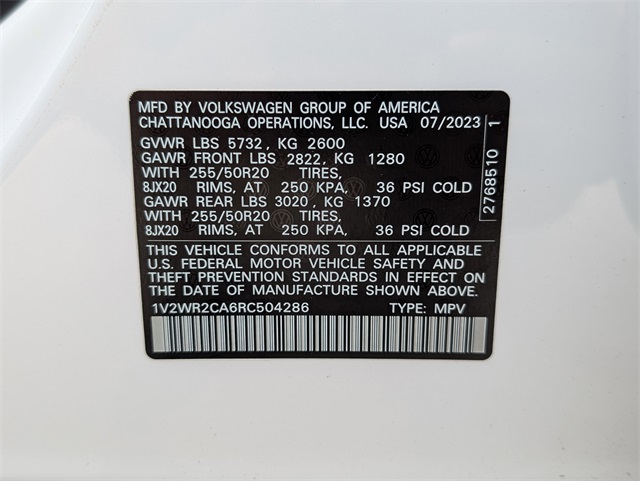 MFD BY VOLKSWAGEN GROUP OF AMERICA
CHATTANOOGA OPERATIONS, LLC. USA 07/2023
GVWR LBS 5732, KG 2600
GAWR FRONT LBS 2822, KG 1280
WITH 255/50R20 TIRES,
8JX20 RIMS, AT 250 KPA, 36 PSI COLD
GAWR REAR LBS 3020, KG 1370
WITH 255/50R20 TIRES,
8JX20 RIMS, AT 250 KPA, 36 PSI COLD
THIS VEHICLE CONFORMS TO ALL APPLICABLE
U.S. FEDERAL MOTOR VEHICLE SAFETY AND
THEFT PREVENTION STANDARDS IN EFFECT ON
THE DATE OF MANUFACTURE SHOWN ABOVE.
1V2WR2CA6RC504286 TYPE: MPV
2768510 1